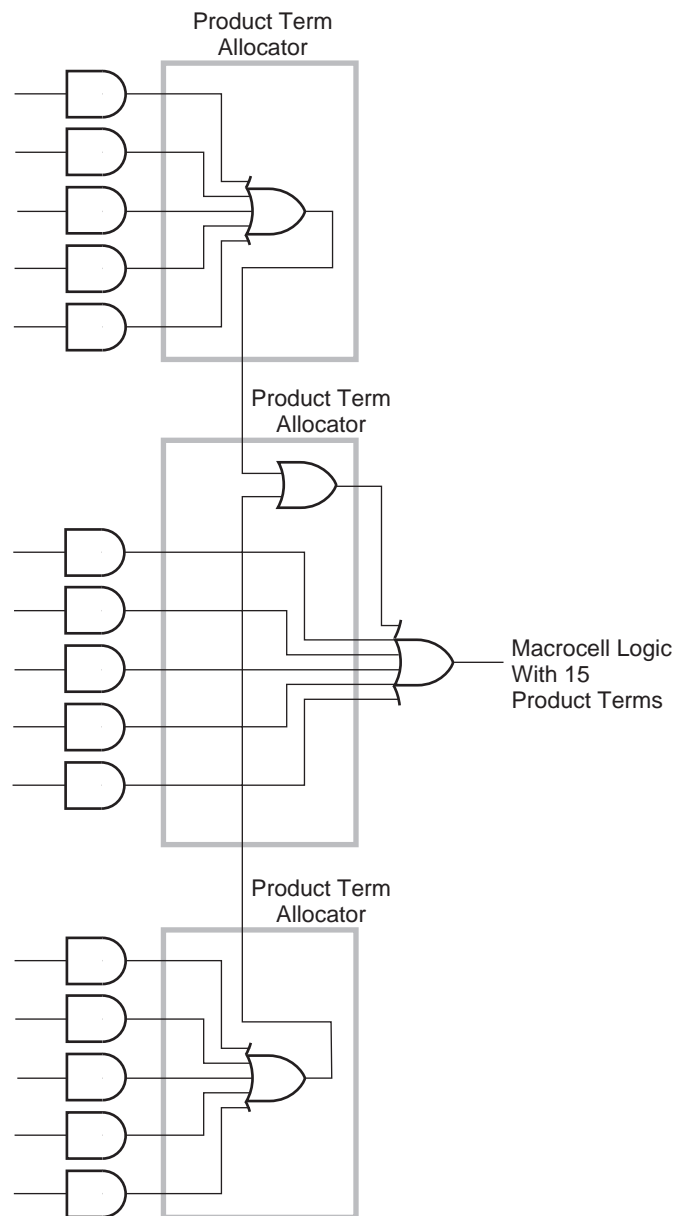 Product Term
Allocator
Product Term
Allocator
Macrocell Logic
With 15
Product Terms
Product Term
Allocator